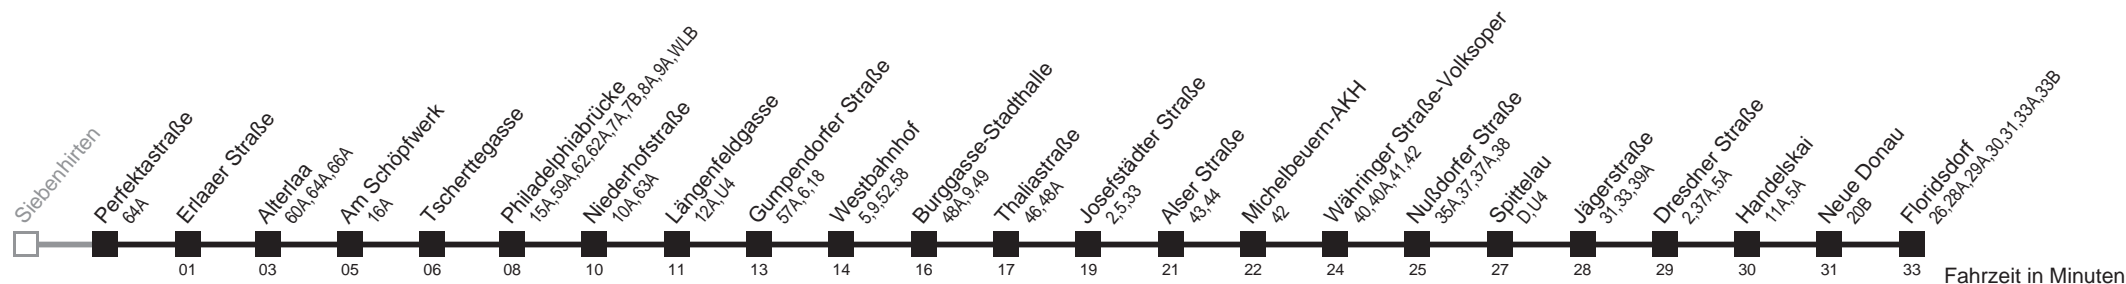 Siebenhirten
Perfektastraße
64A
Erlaaer Straße
Alterlaa
60A,64A,66A
Am Schöpfwerk
16A
Tscherttegasse
Philadelphiabrücke
15A,59A,62,62A,7A,7B,8A,9A,WLB
Niederhofstraße
10A,63A
Längenfeldgasse
12A,U4
Gumpendorfer Straße
57A,6,18
Westbahnhof
5,9,52,58
Burggasse-Stadthalle
48A,9,49
Thaliastraße
46,48A
Josefstädter Straße
2,5,33
Alser Straße
43,44
Michelbeuern-AKH
42
Währinger Straße-Volksoper
40,40A,41,42
Nußdorfer Straße
35A,37,37A,38
Spittelau
D,U4
Jägerstraße
31,33,39A
Dresdner Straße
2,37A,5A
Handelskai
11A,5A
Neue Donau
20B
Floridsdorf
26,28A,29A,30,31,33A,33B
01 03 05 06 08 10 11 13 14 16 17 19 21 22 24 25 27 28 29 30 31 33
Fahrzeit in Minuten